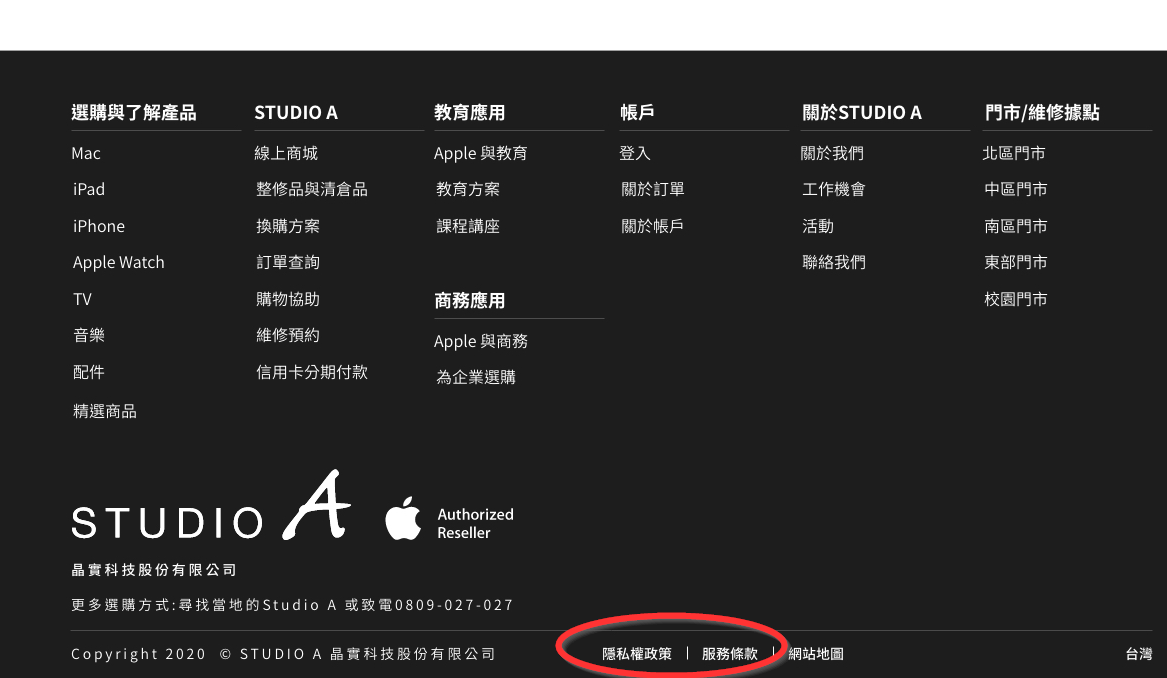 選購與了解產品
Mac
iPad
iPhone
Apple Watch
TV
音樂
配件
精選商品
STUDIO A
線上商城
整修品與清倉品
換購方案
訂單查詢
購物協助
維修預約
信用卡分期付款
教育應用
Apple 與教育
教育方案
課程講座
商務應用
Apple 與商務
為企業選購
帳戶
登入
關於訂單
關於帳戶
關於STUDIO A
關於我們
工作機會
活動
聯絡我們
門市/維修據點
北區門市
中區門市
南區門市
東部門市
校園門市
STUDIO A
Authorized
Reseller
晶實科技股份有限公司
更多選購方式:尋找當地的Studio A 或致電0809-027-027
Copyright 2020 © STUDIO A 晶實科技股份有限公司
隱私權政策 | 服務條款 | 網站地圖
台灣